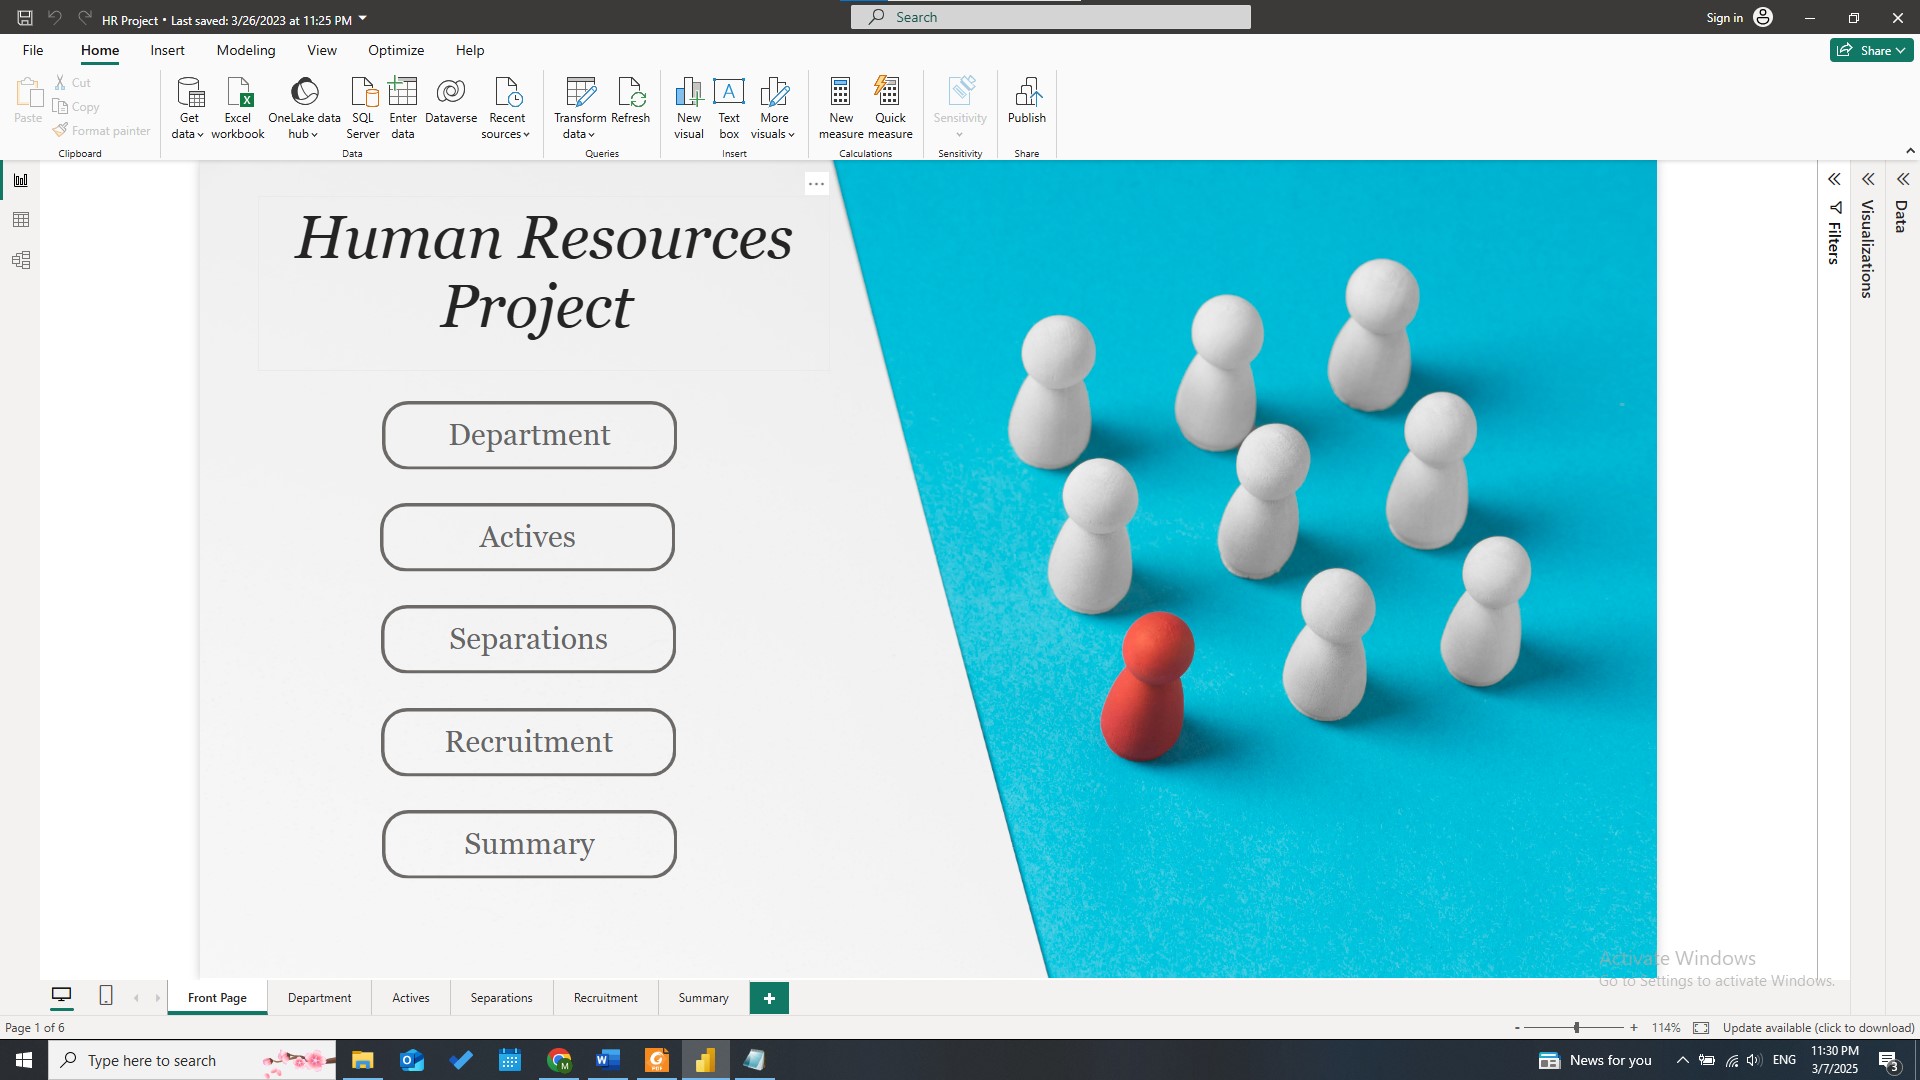 HR Project • Last saved: 3/26/2023 at 11:25 PM
Search
Sign in
File Home Insert Modeling View Optimize Help
Share
Paste
Cut
Copy
Format painter
Clipboard
Get data
Excel workbook
OneLake data hub
SQL Server
Enter data
Dataverse
Recent sources
Data
Transform data
Refresh
Queries
New visual
Text box
More visuals
Insert
New measure
Quick measure
Calculations
Sensitivity
Sensitivity
Publish
Share
Filters
Visualizations
Data
Human Resources
Project
Department
Actives
Separations
Recruitment
Summary
Activate Windows
Go to Settings to activate Windows.
Front Page Department Actives Separations Recruitment Summary
Page 1 of 6
114%
Update available (click to download)
Type here to search
News for you
ENG
11:30 PM
3/7/2025
3